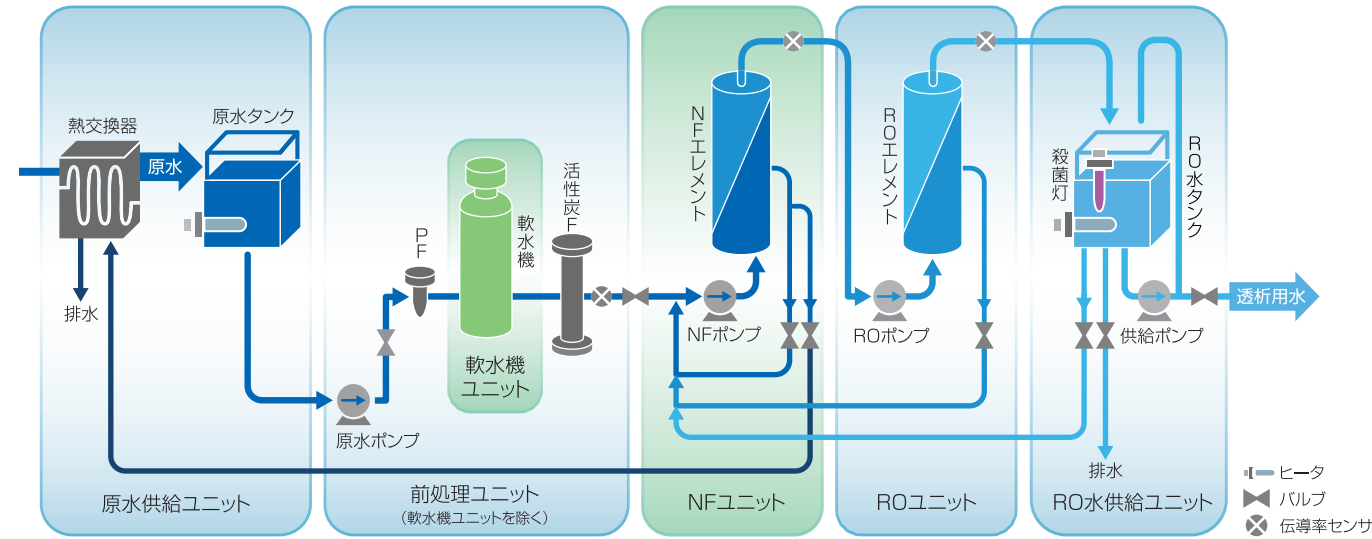 熱交換器
原水
原水タンク
排水
原水供給ユニット
原水ポンプ
PF
軟水機
軟水機
ユニット
活性炭F
前処理ユニット
（軟水機ユニットを除く）
NFエレメント
NFポンプ
NFユニット
ROエレメント
ROポンプ
ROユニット
殺菌灯
RO水タンク
供給ポンプ
透析用水
排水
RO水供給ユニット
ヒータ
バルブ
伝導率センサ